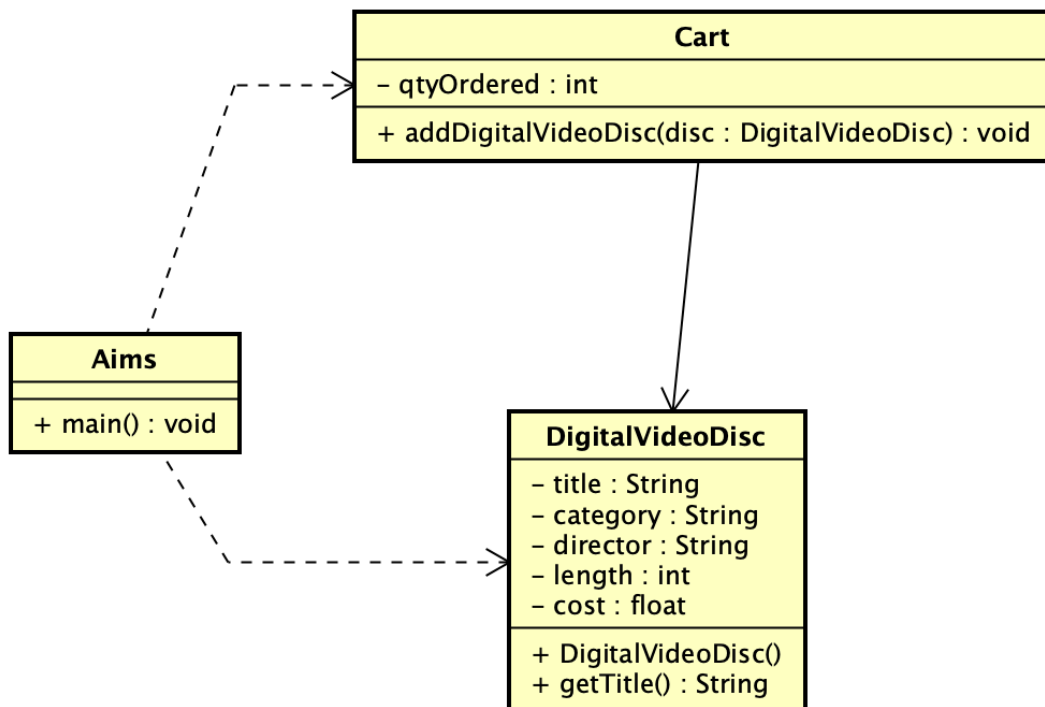 Cart
– qtyOrdered : int
+ addDigitalVideoDisc(disc : DigitalVideoDisc) : void
Aims
+ main() : void
DigitalVideoDisc
– title : String
– category : String
– director : String
– length : int
– cost : float
+ DigitalVideoDisc()
+ getTitle() : String